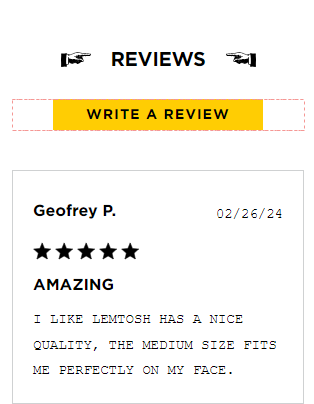 REVIEWS
WRITE A REVIEW
Geofrey P.
02/26/24
AMAZING
I LIKE LEMTOSH HAS A NICE
QUALITY, THE MEDIUM SIZE FITS
ME PERFECTLY ON MY FACE.